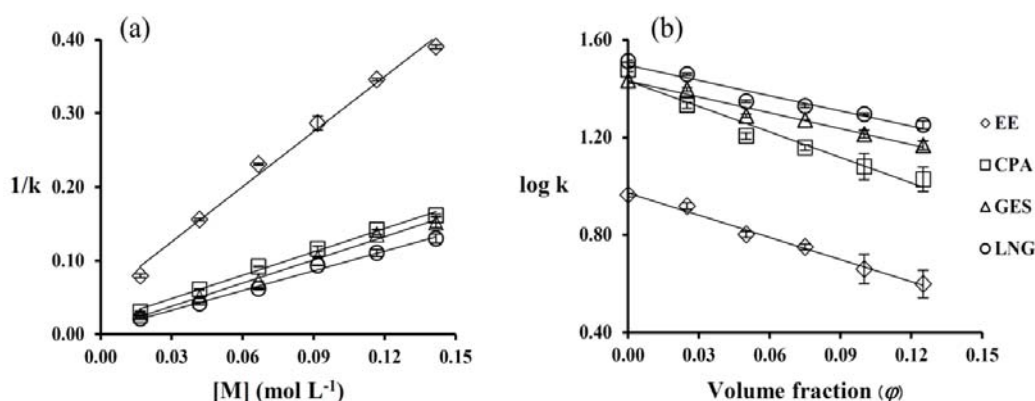 (a)
0.40
0.30
0.20
0.10
0.00
1/k
0.00 0.03 0.06 0.09 0.12 0.15
[M] (mol L⁻¹)
(b)
1.60
1.20
0.80
0.40
log k
0.00 0.03 0.06 0.09 0.12 0.15
Volume fraction (φ)
EE
CPA
GES
LNG